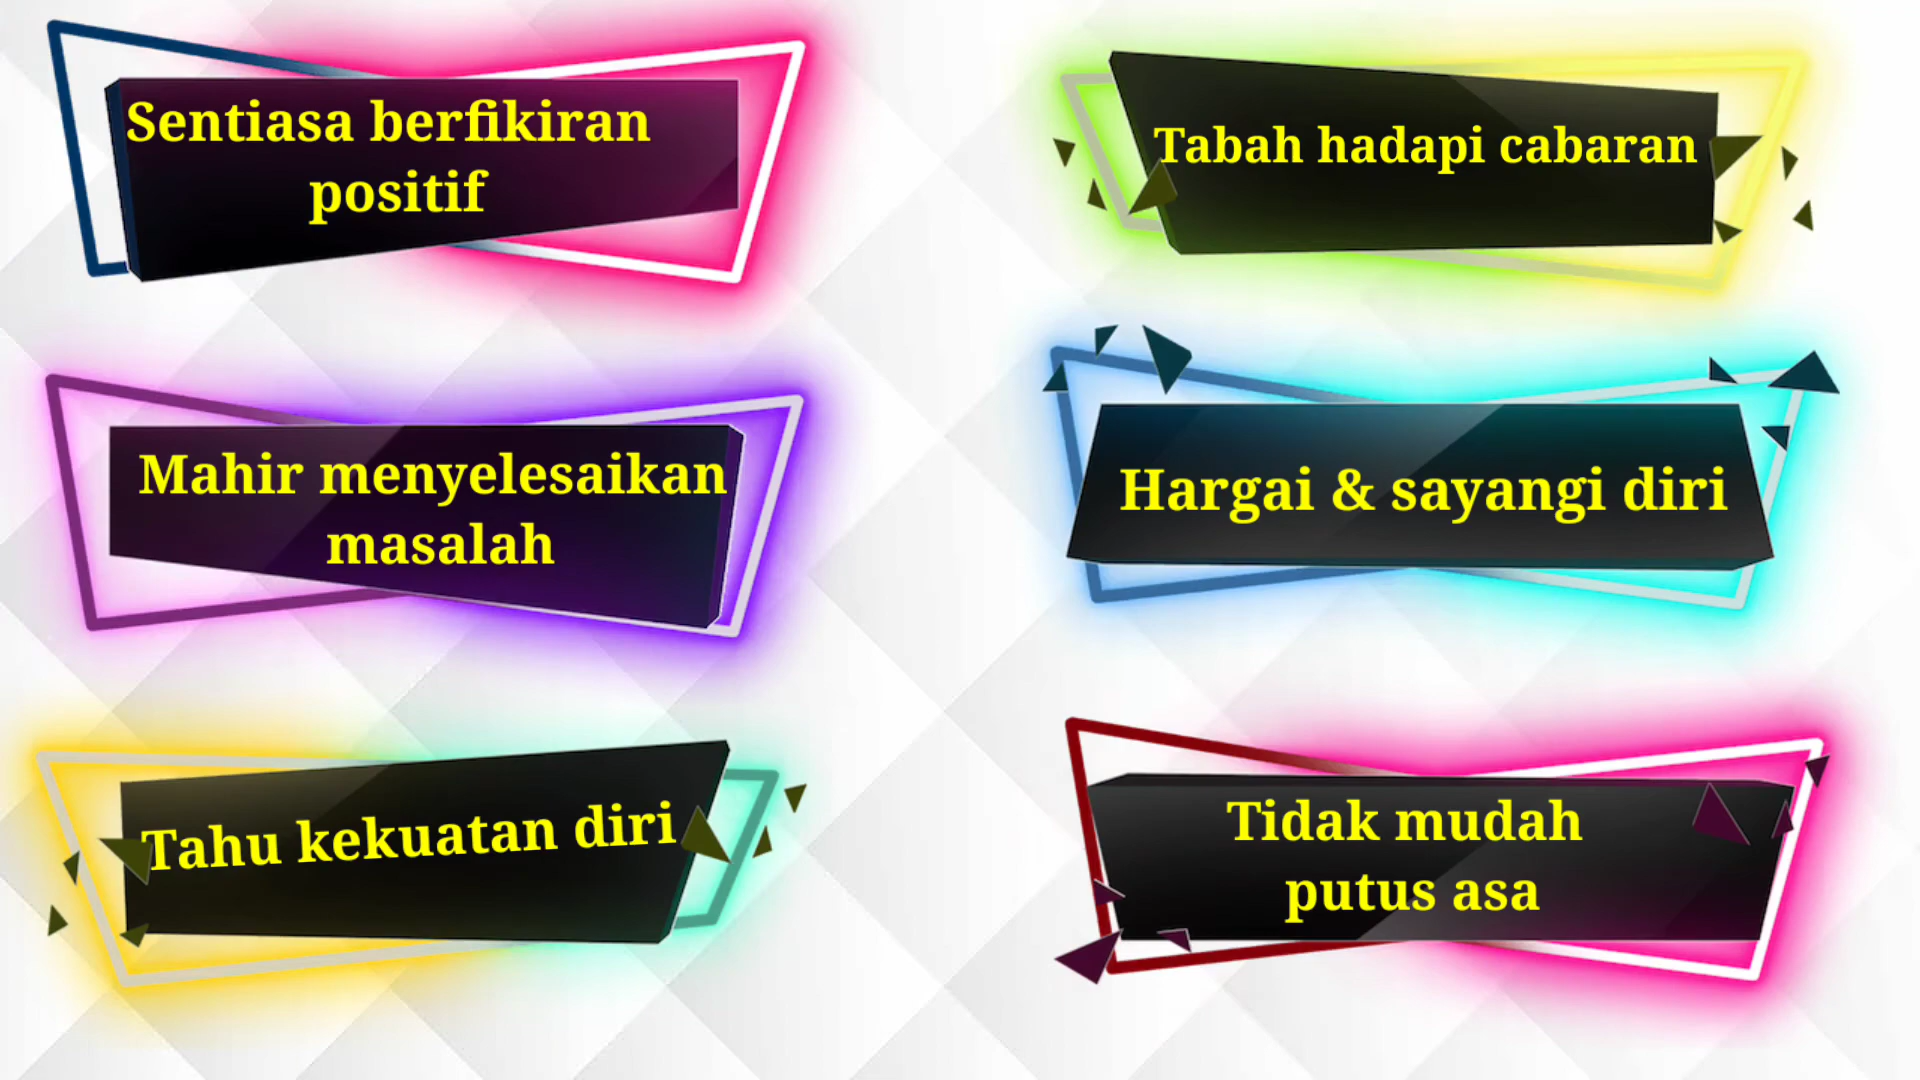 Sentiasa berfikiran
positif
Tabah hadapi cabaran
Mahir menyelesaikan
masalah
Hargai & sayangi diri
Tahu kekuatan diri
Tidak mudah
putus asa